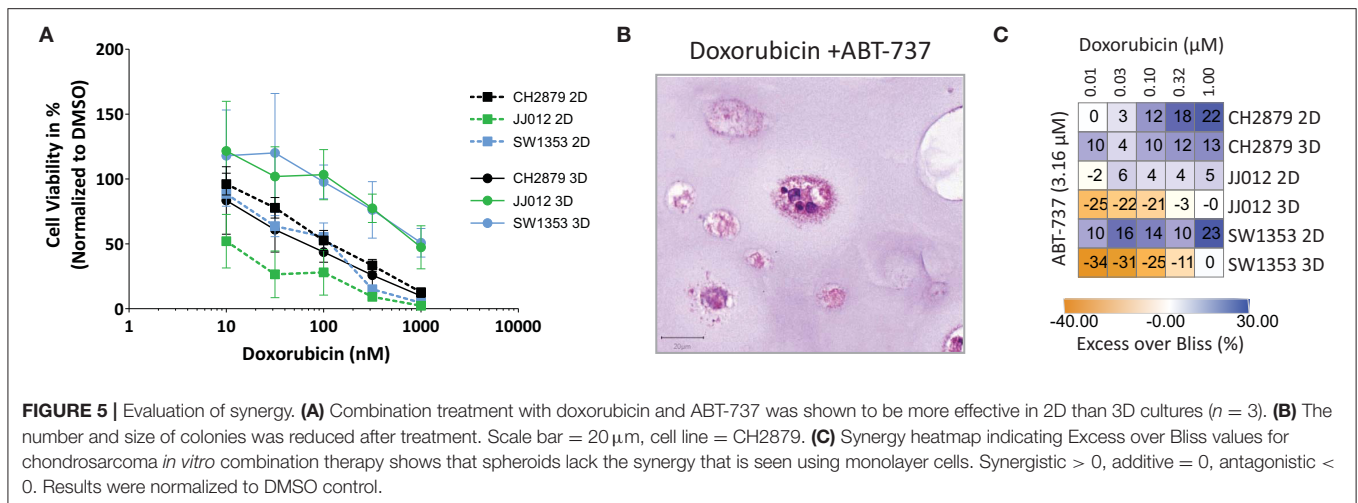 A
200
150
100
50
0
Cell Viability in %
(Normalized to DMSO)
1 10 100 1000 10000
Doxorubicin (nM)
CH2879 2D
JJ012 2D
SW1353 2D
CH2879 3D
JJ012 3D
SW1353 3D
B
Doxorubicin +ABT-737
20µm
C
Doxorubicin (µM)
0.01 0.03 0.10 0.32 1.00
ABT-737 (3.16 µM)
0 3 12 18 22 CH2879 2D
10 4 10 12 13 CH2879 3D
-2 6 4 4 5 JJ012 2D
-25 -22 -21 -3 -0 JJ012 3D
10 16 14 10 23 SW1353 2D
-34 -31 -25 -11 0 SW1353 3D
-40.00 -0.00 30.00
Excess over Bliss (%)
FIGURE 5 | Evaluation of synergy. (A) Combination treatment with doxorubicin and ABT-737 was shown to be more effective in 2D than 3D cultures (n = 3). (B) The
number and size of colonies was reduced after treatment. Scale bar = 20 µm, cell line = CH2879. (C) Synergy heatmap indicating Excess over Bliss values for
chondrosarcoma in vitro combination therapy shows that spheroids lack the synergy that is seen using monolayer cells. Synergistic > 0, additive = 0, antagonistic <
0. Results were normalized to DMSO control.